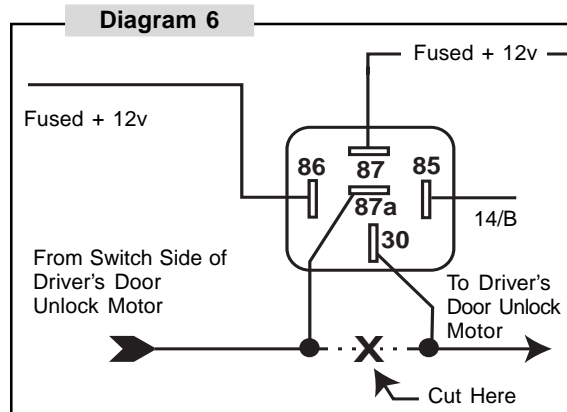 Diagram 6
Fused + 12v
Fused + 12v
86
87
85
87a
30
14/B
From Switch Side of
Driver's Door
Unlock Motor
To Driver's
Door Unlock
Motor
X
Cut Here